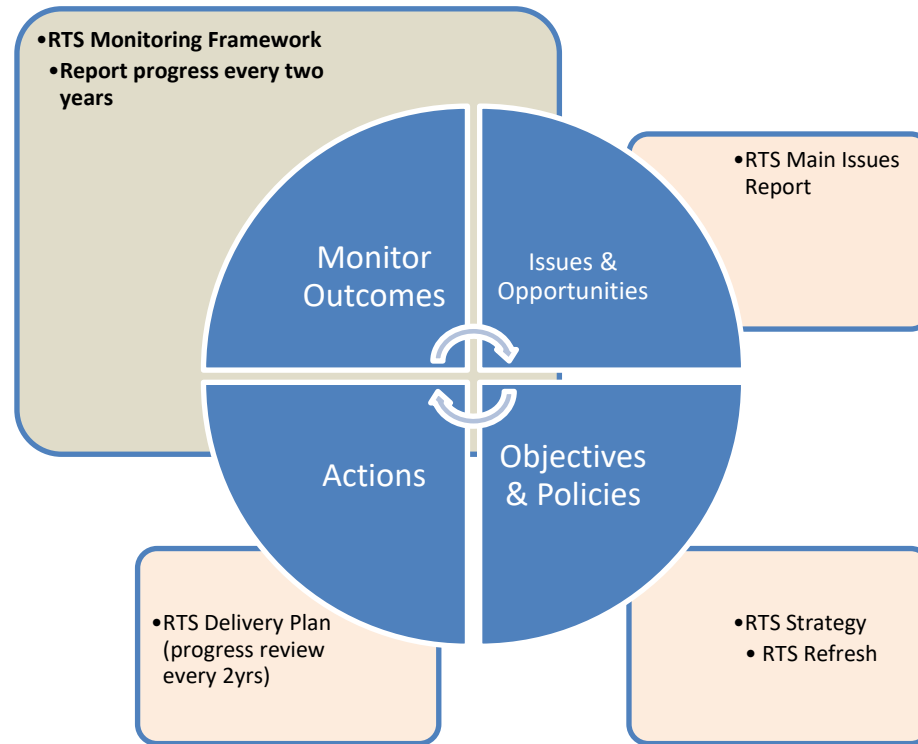 •RTS Monitoring Framework
•Report progress every two
years
•RTS Main Issues
Report
Monitor
Outcomes
Issues &
Opportunities
Actions
Objectives
& Policies
•RTS Delivery Plan
(progress review
every 2yrs)
•RTS Strategy
• RTS Refresh